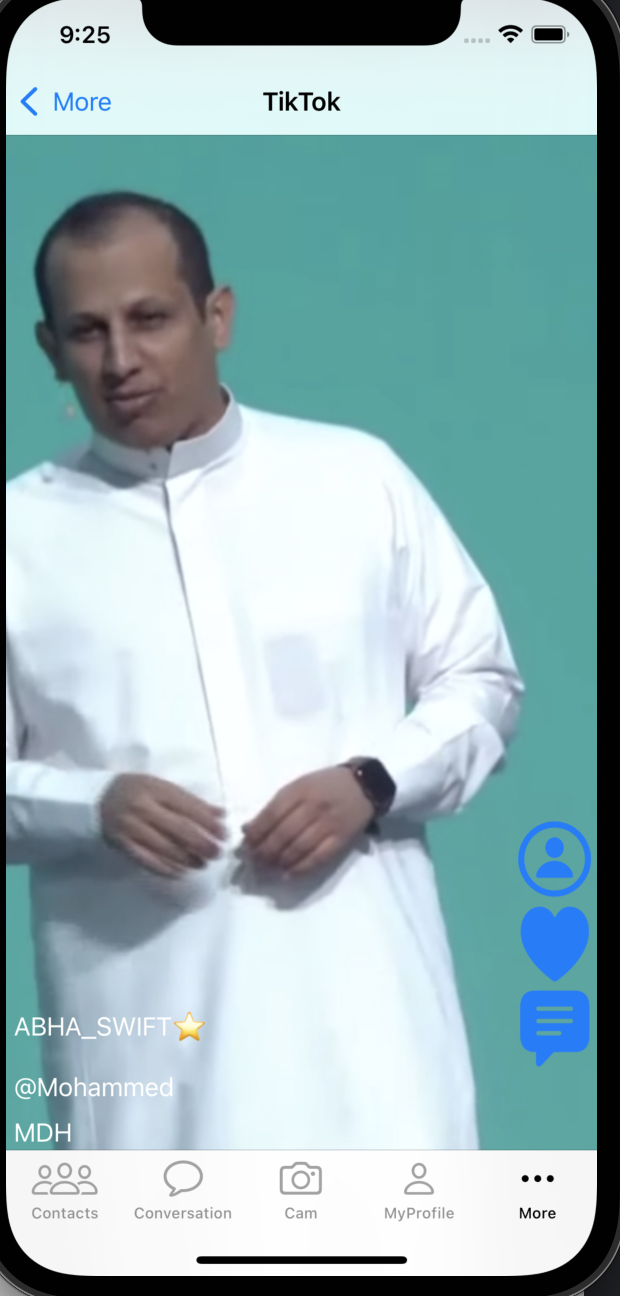 9:25
More
TikTok
ABHA_SWIFT⭐
@Mohammed
MDH
Contacts
Conversation
Cam
MyProfile
More